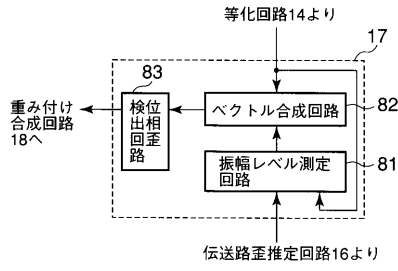 等化回路14より
17
83
重み付け
合成回路
18へ
位相歪
検出回路
ベクトル合成回路
82
振幅レベル測定
回路
81
伝送路歪推定回路16より